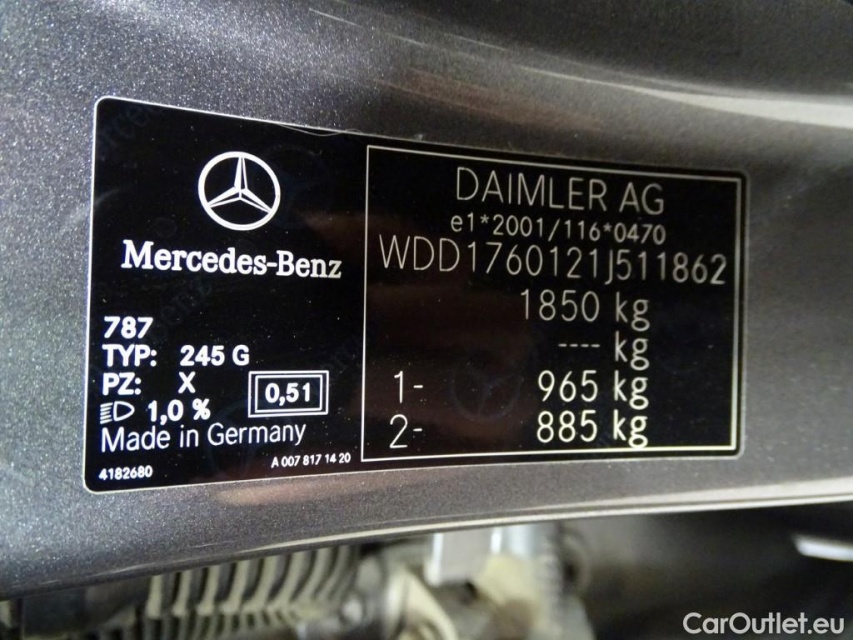 Mercedes-Benz
787
TYP: 245 G
PZ: X
0,51
1,0 %
Made in Germany
4182680
A 007 817 14 20
DAIMLER AG
e1*2001/116*0470
WDD1760121J511862
1850 kg
---- kg
1- 965 kg
2- 885 kg
CarOutlet.eu